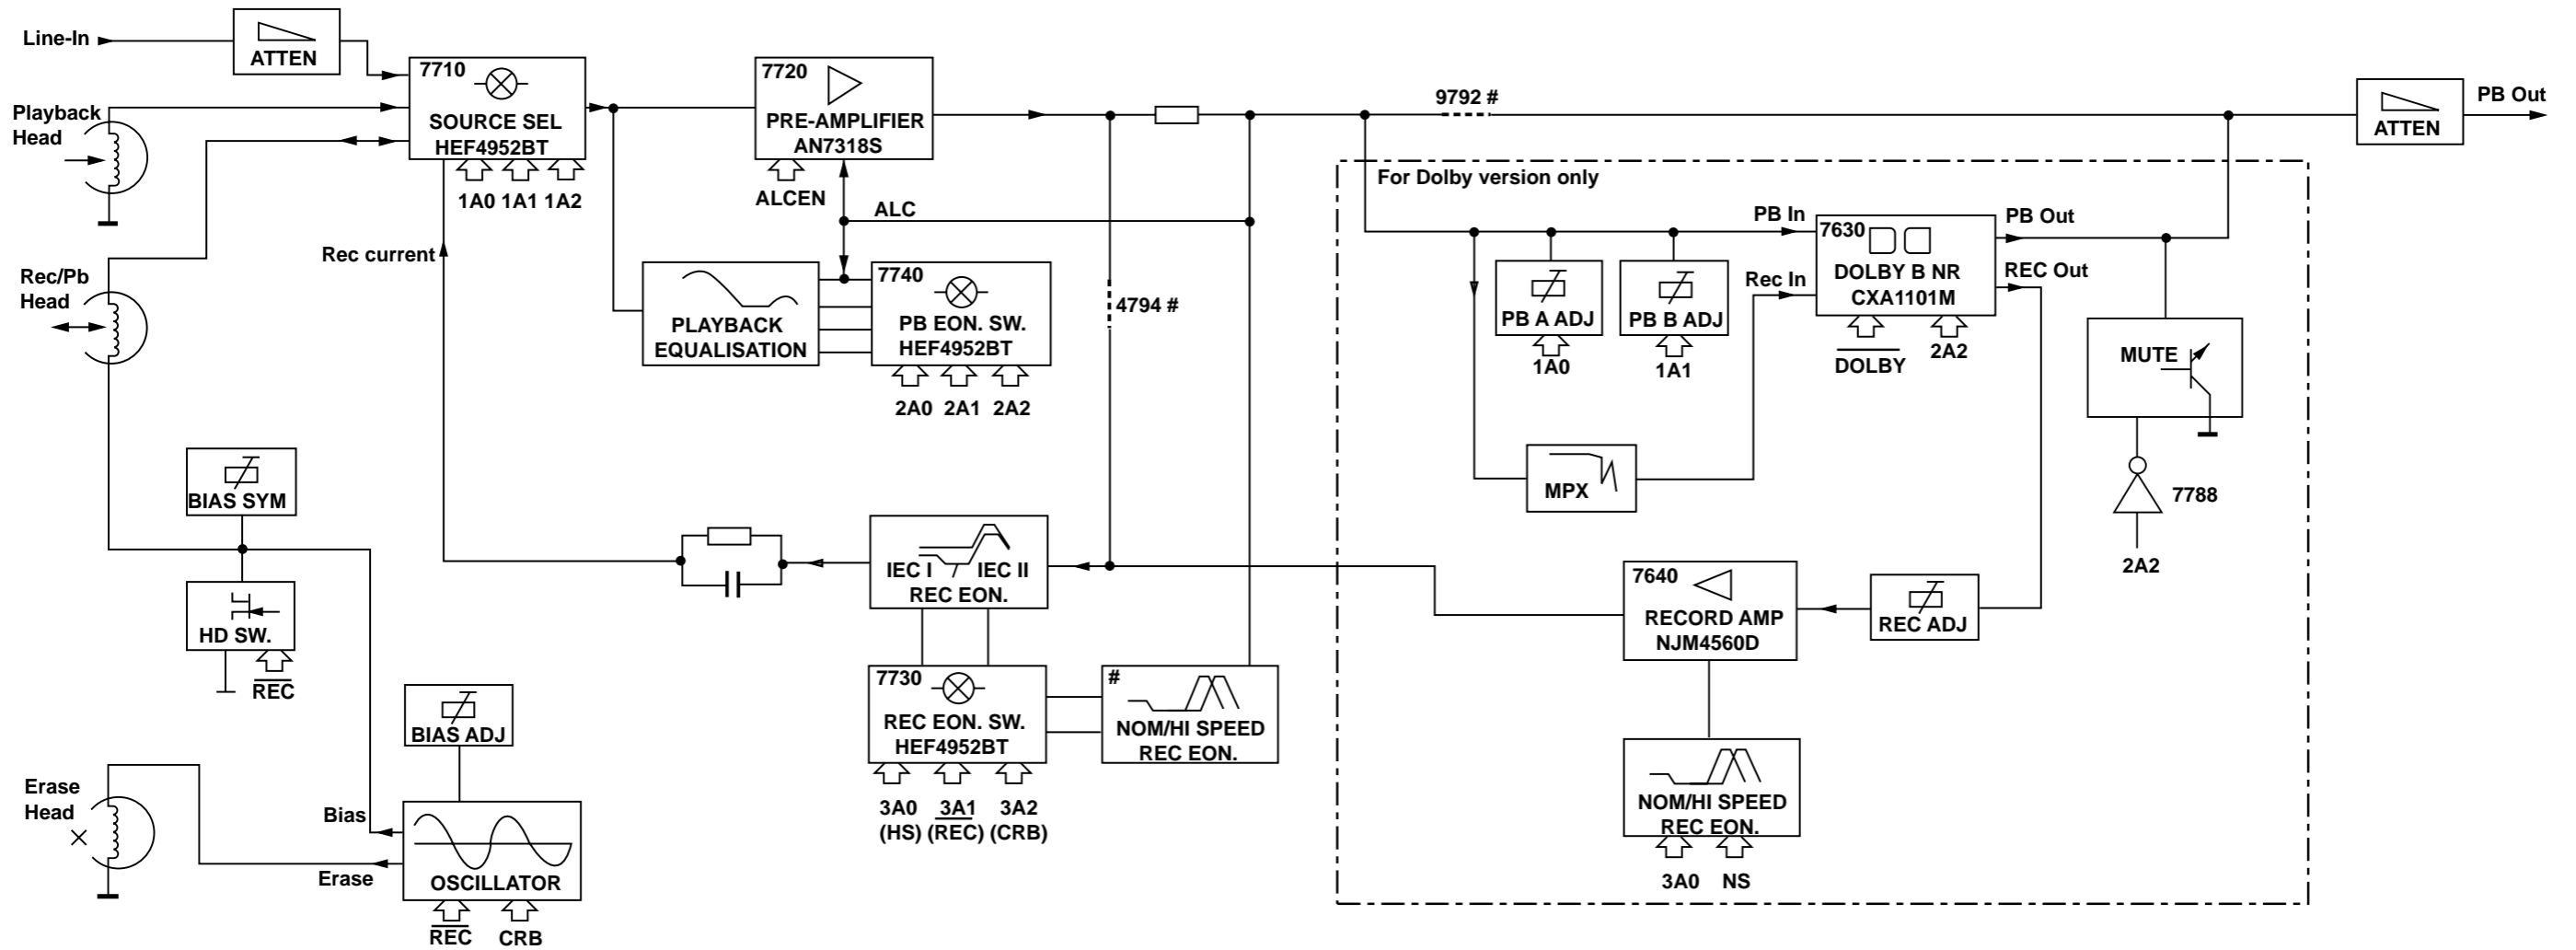 Line-In
ATTEN
7710
SOURCE SEL
HEF4952BT
1A0 1A1 1A2
Playback
Head
Rec/Pb
Head
Rec current
7720
PRE-AMPLIFIER
AN7318S
ALCEN
ALC
PLAYBACK
EQUALISATION
7740
PB EON. SW.
HEF4952BT
2A0 2A1 2A2
4794 #
9792 #
ATTEN
PB Out
For Dolby version only
PB In
Rec In
7630
DOLBY B NR
CXA1101M
PB Out
REC Out
DOLBY
2A2
PB A ADJ
1A0
PB B ADJ
1A1
MPX
MUTE
7788
2A2
BIAS SYM
HD SW.
REC
IEC I / IEC II
REC EON.
7730
REC EON. SW.
HEF4952BT
3A0 3A1 3A2
(HS) (REC) (CRB)
#
NOM/HI SPEED
REC EON.
7640
RECORD AMP
NJM4560D
REC ADJ
NOM/HI SPEED
REC EON.
3A0 NS
BIAS ADJ
Erase
Head
Bias
Erase
OSCILLATOR
REC CRB